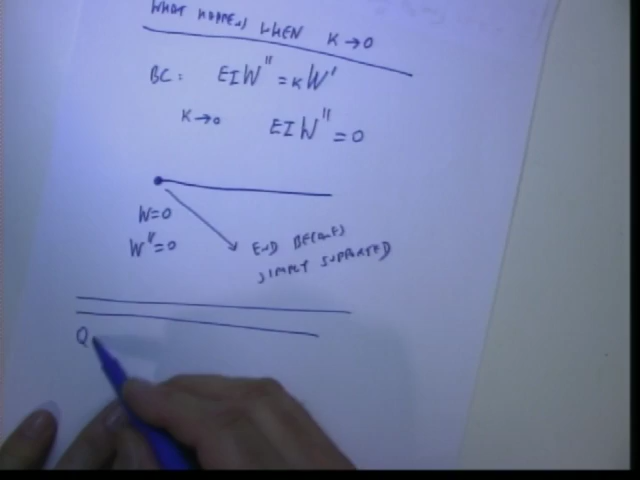 WHAT HAPPENS WHEN K→0
BC: EIW" = KW'
K→0 EIW" = 0
W=0
W"=0
END BECOMES
SIMPLY SUPPORTED
Q